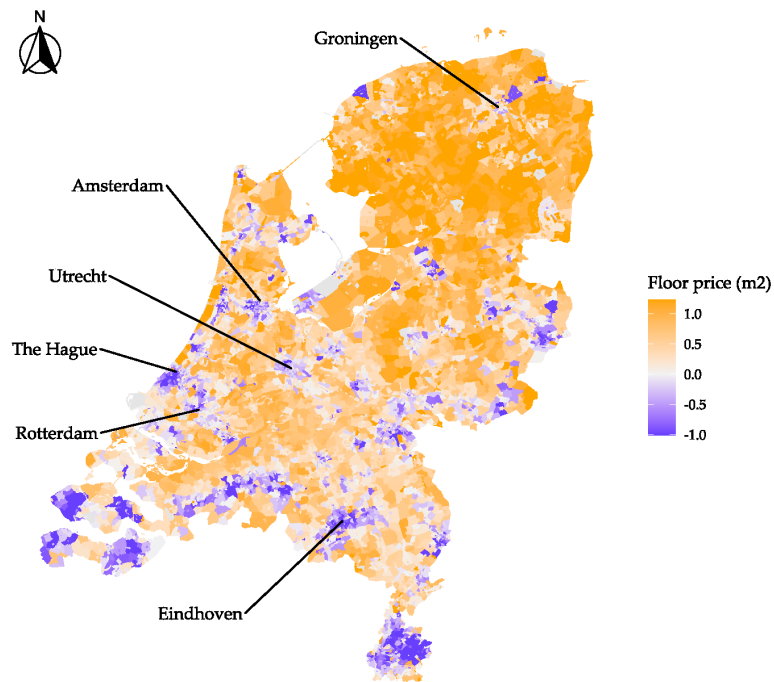 N
Groningen
Amsterdam
Utrecht
The Hague
Rotterdam
Eindhoven
Floor price (m2)
1.0
0.5
0.0
-0.5
-1.0